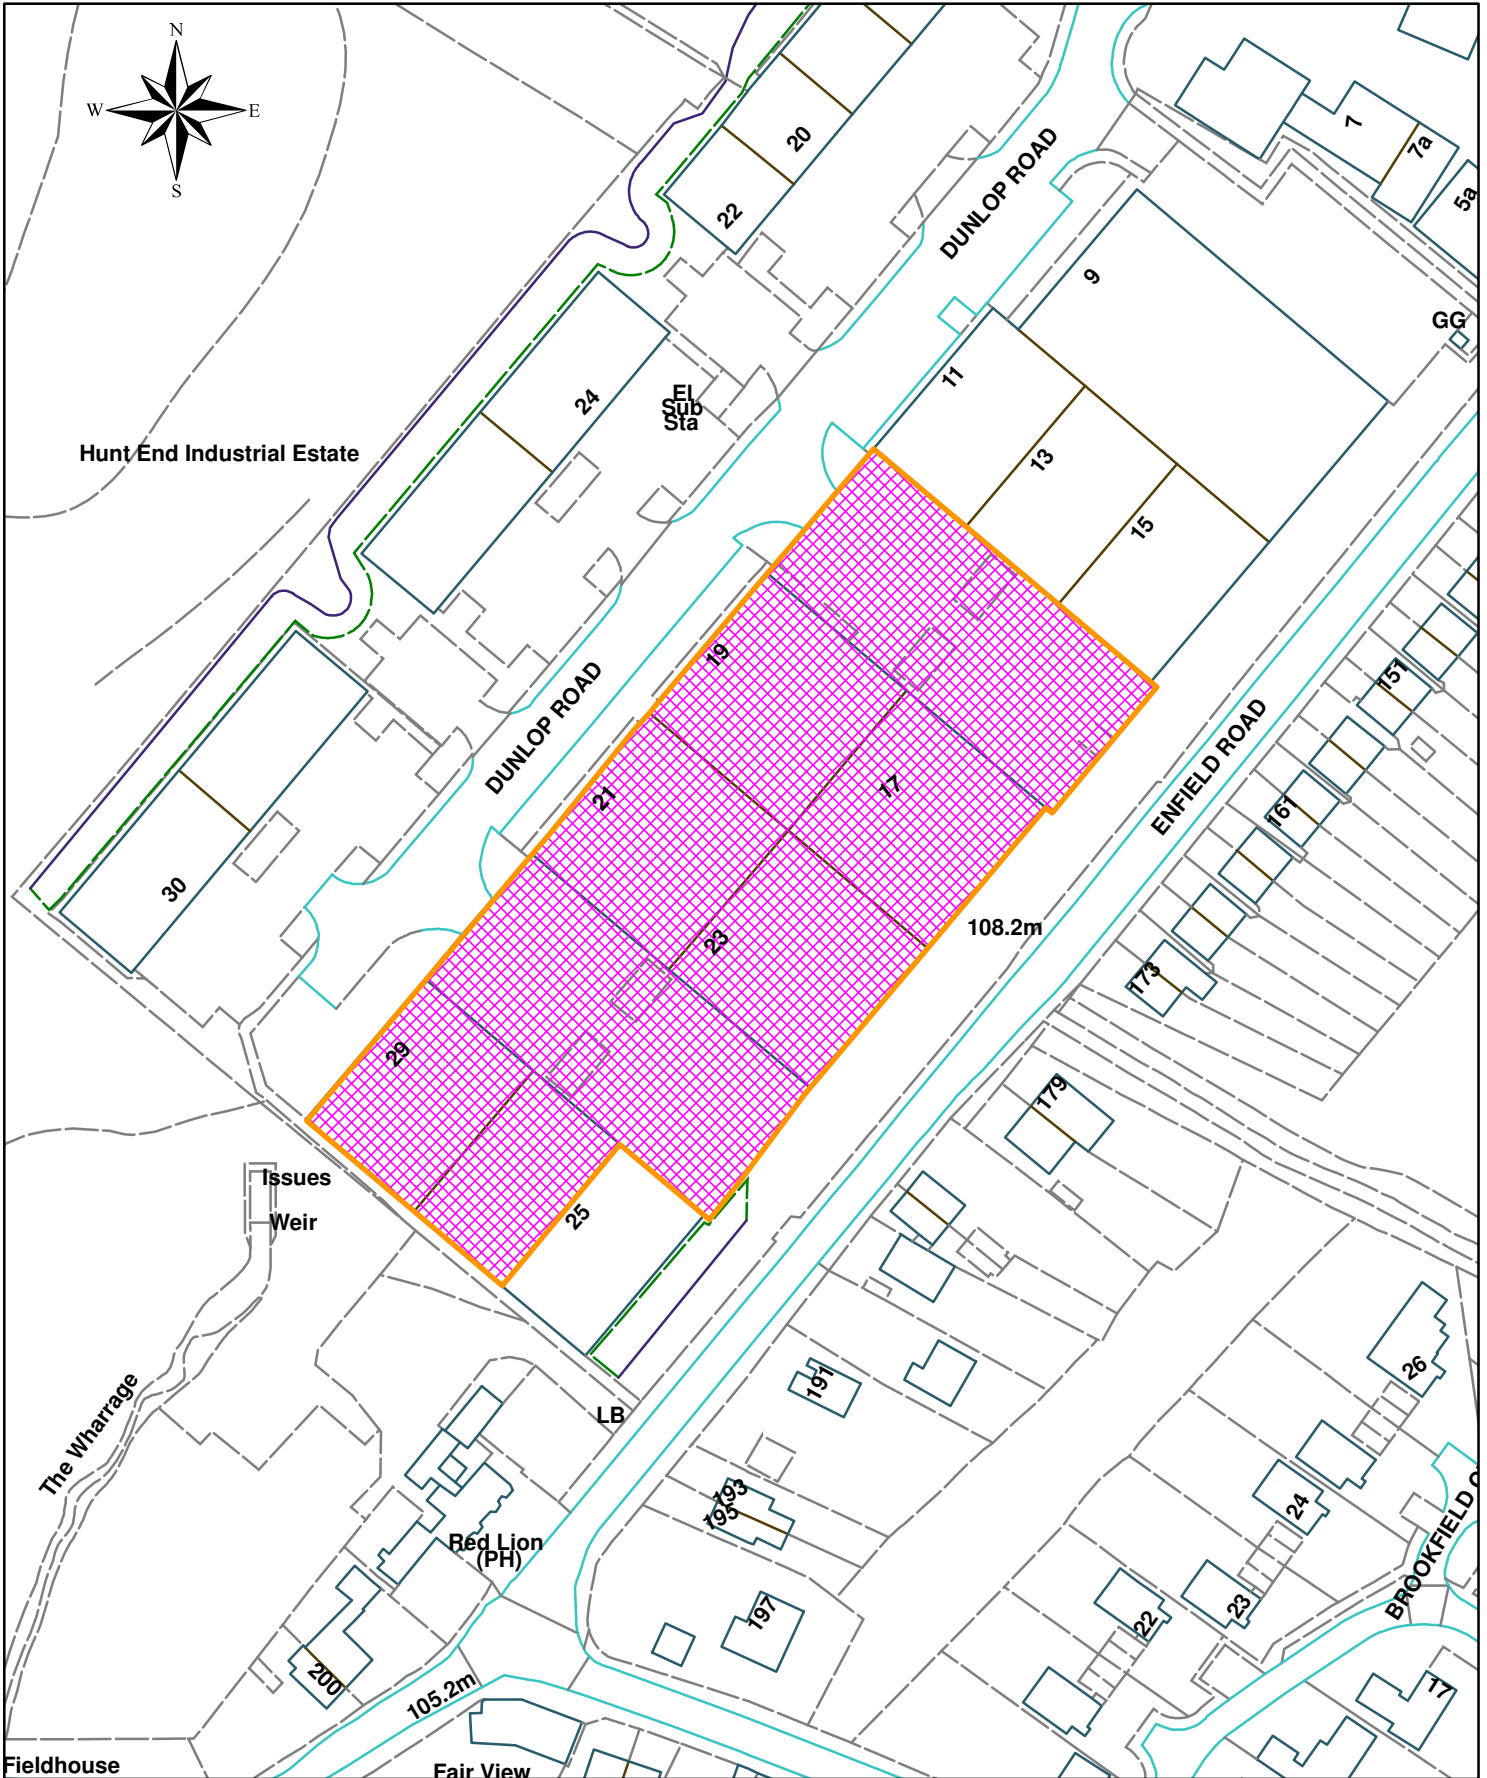 N
W
E
S
7
7a
5a
20
22
DUNLOP ROAD
9
GG
11
24
El
Sub
Sta
Hunt End Industrial Estate
13
15
19
151
DUNLOP ROAD
17
21
ENFIELD ROAD
161
30
108.2m
23
173
29
179
Issues
Weir
25
26
191
The Wharrage
LB
193
195
24
Red Lion
(PH)
BROOKFIELD
197
22
23
200
105.2m
17
Fieldhouse
Fair View